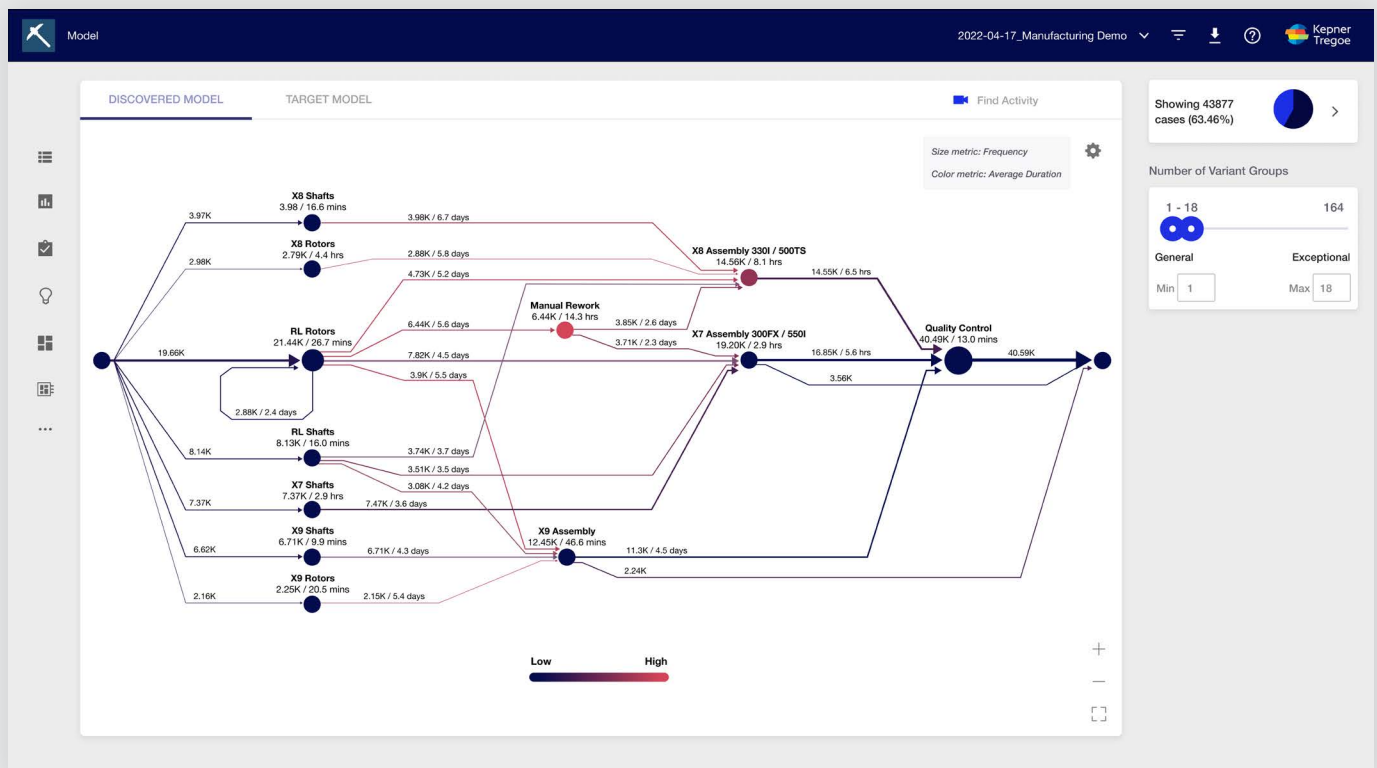 Model
2022-04-17_Manufacturing Demo
Kepner
Tregoe
DISCOVERED MODEL
TARGET MODEL
Find Activity
Size metric: Frequency
Color metric: Average Duration
X8 Shafts
3.98 / 16.6 mins
3.97K
3.98K / 6.7 days
X8 Rotors
2.79K / 4.4 hrs
2.98K
2.88K / 5.8 days
4.73K / 5.2 days
X8 Assembly 330I / 500TS
14.56K / 8.1 hrs
14.55K / 6.5 hrs
Manual Rework
6.44K / 14.3 hrs
RL Rotors
21.44K / 26.7 mins
6.44K / 5.6 days
3.85K / 2.6 days
3.71K / 2.3 days
X7 Assembly 300FX / 550I
19.20K / 2.9 hrs
Quality Control
40.49K / 13.0 mins
19.66K
7.82K / 4.5 days
16.85K / 5.6 hrs
40.59K
3.9K / 5.5 days
3.56K
2.88K / 2.4 days
RL Shafts
8.13K / 16.0 mins
8.14K
3.74K / 3.7 days
3.51K / 3.5 days
3.08K / 4.2 days
X7 Shafts
7.37K / 2.9 hrs
7.37K
7.47K / 3.6 days
X9 Shafts
6.71K / 9.9 mins
6.62K
6.71K / 4.3 days
X9 Assembly
12.45K / 46.6 mins
11.3K / 4.5 days
2.24K
X9 Rotors
2.25K / 20.5 mins
2.16K
2.15K / 5.4 days
Low
High
Showing 43877
cases (63.46%)
Number of Variant Groups
1 - 18
164
General
Exceptional
Min 1
Max 18